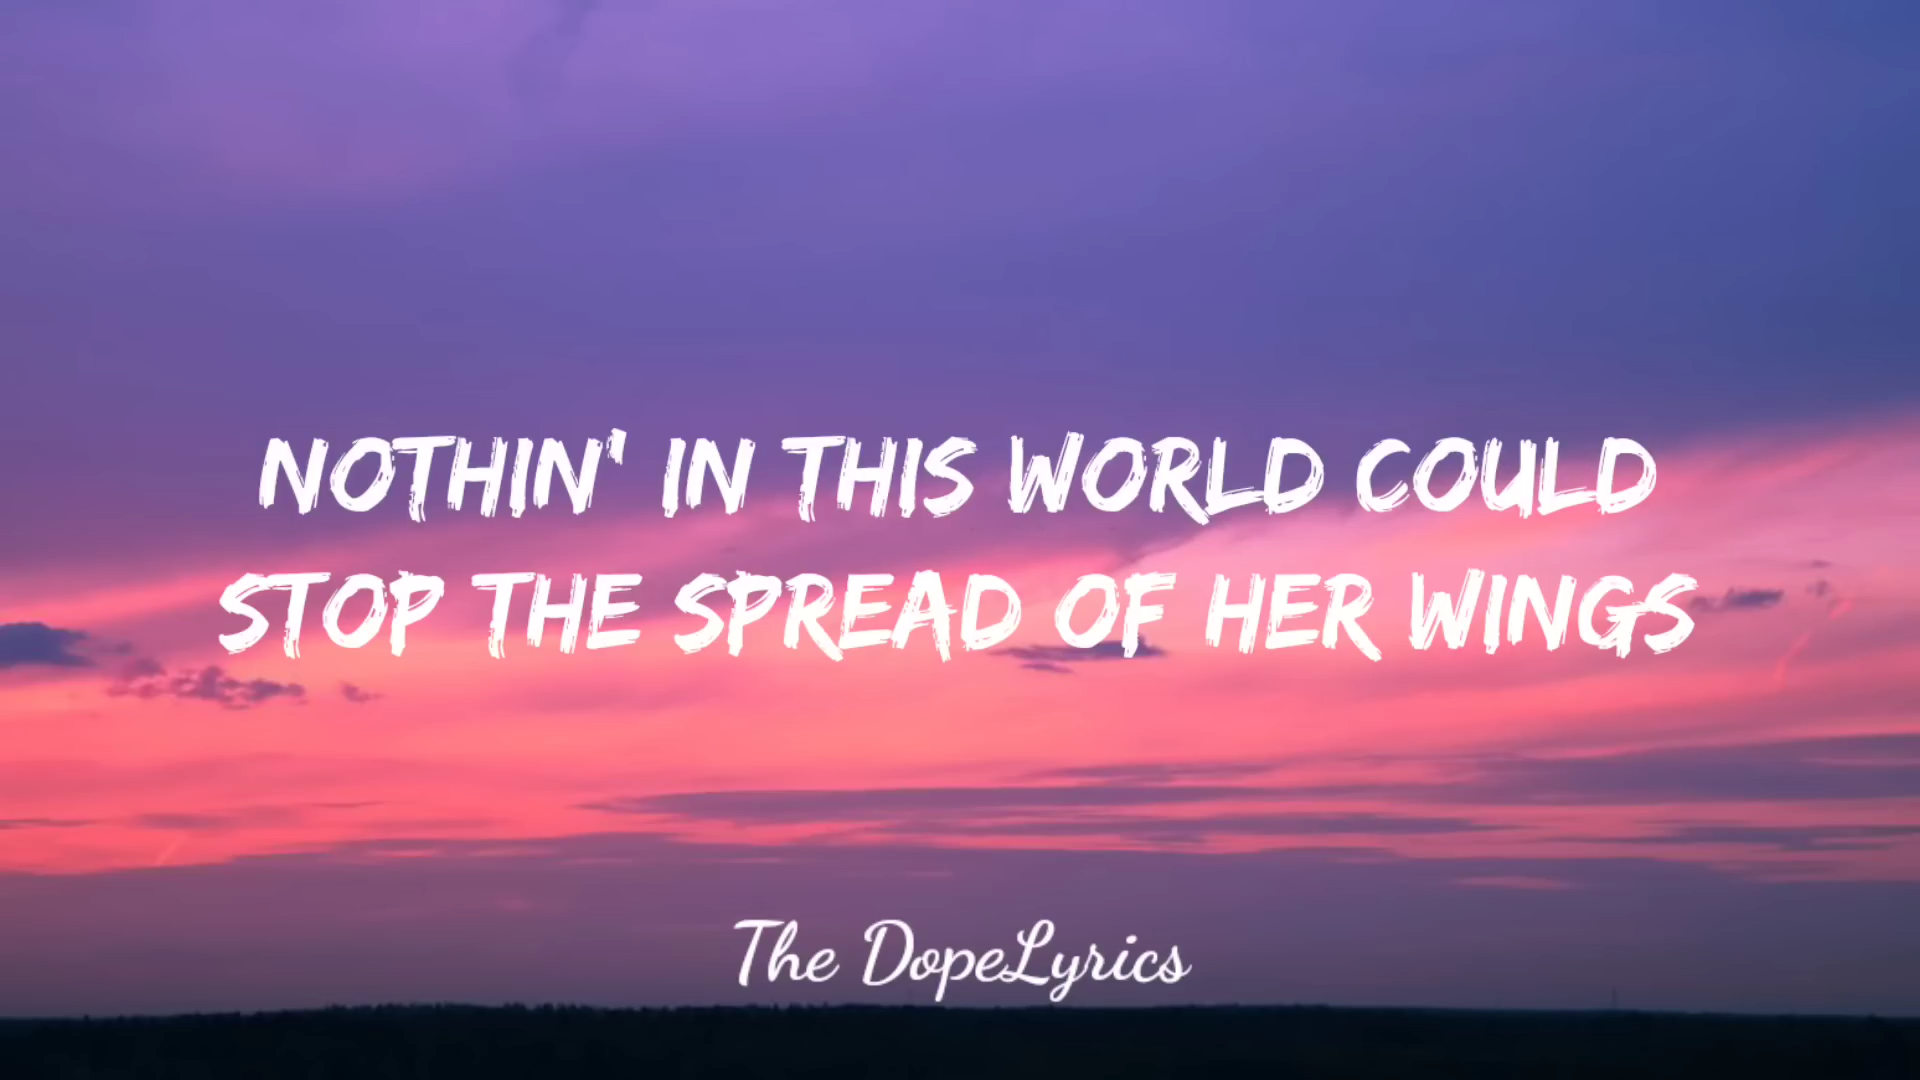 NOTHIN' IN THIS WORLD COULD
STOP THE SPREAD OF HER WINGS
The DopeLyrics